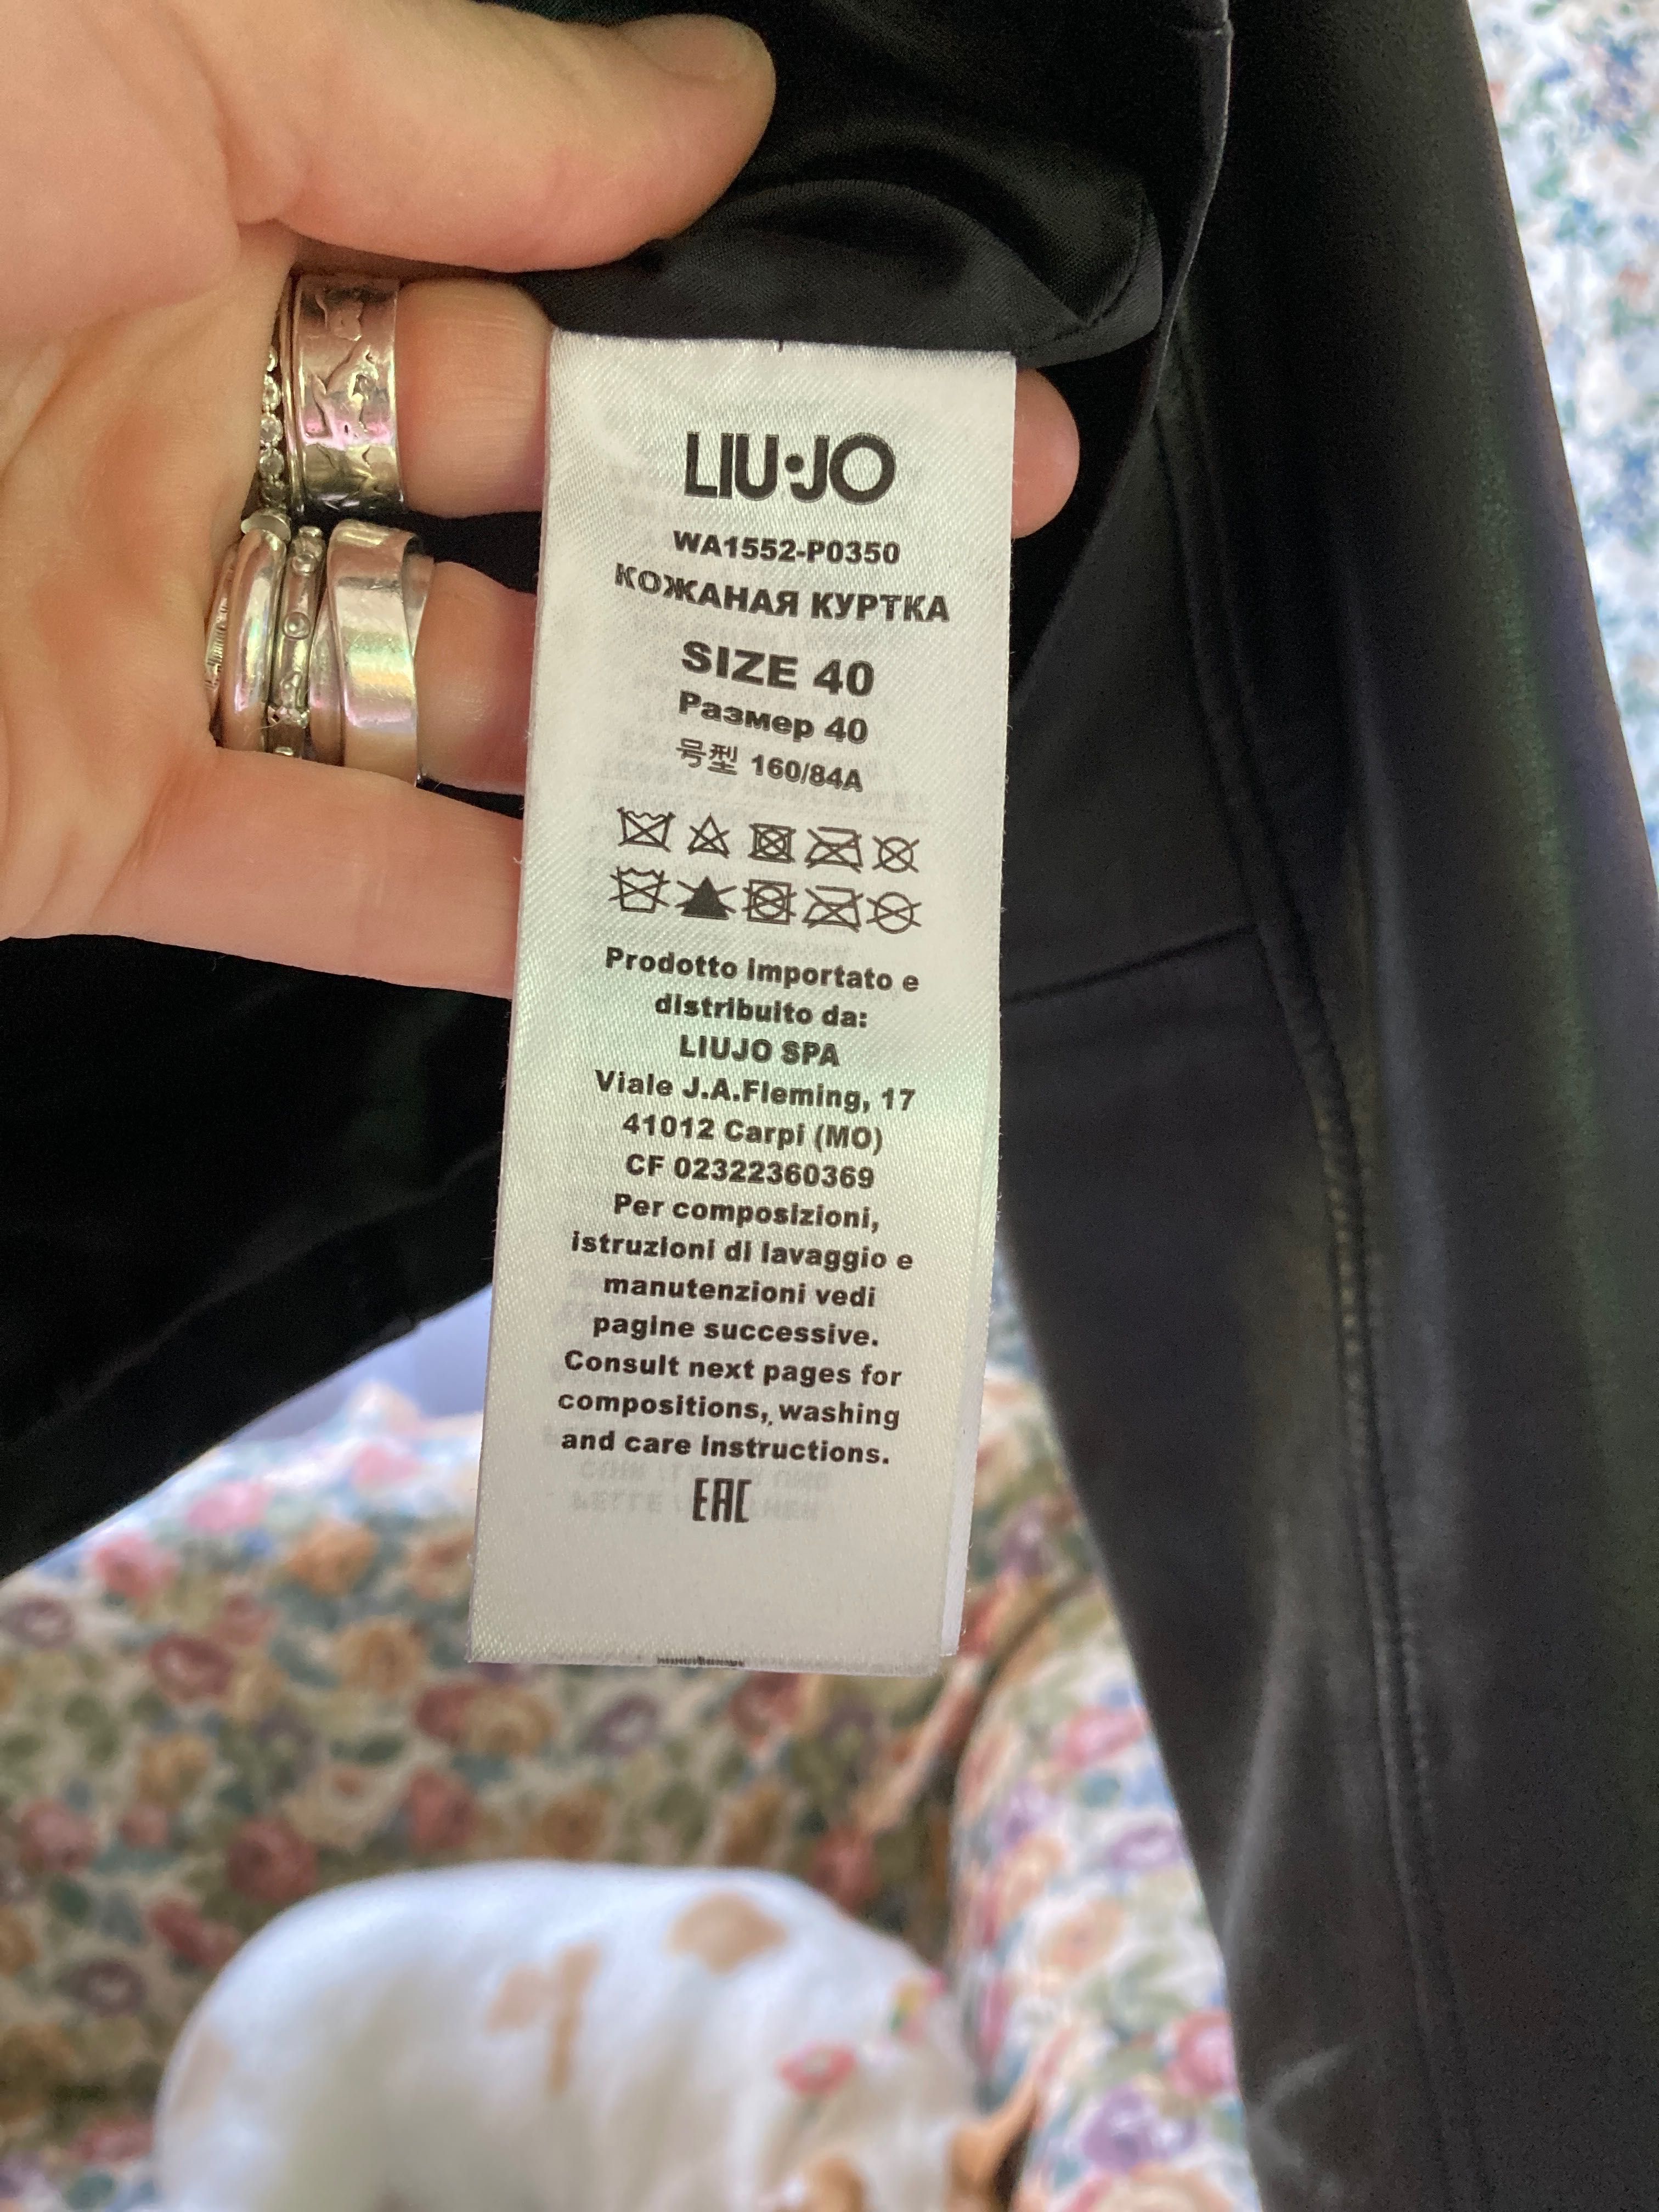 LIU·JO
WA1552-P0350
КОЖАНАЯ КУРТКА
SIZE 40
Размер 40
号型 160/84A
Prodotto importato e
distribuito da:
LIUJO SPA
Viale J.A.Fleming, 17
41012 Carpi (MO)
CF 02322360369
Per composizioni,
istruzioni di lavaggio e
manutenzioni vedi
pagine successive.
Consult next pages for
compositions, washing
and care instructions.
EAC